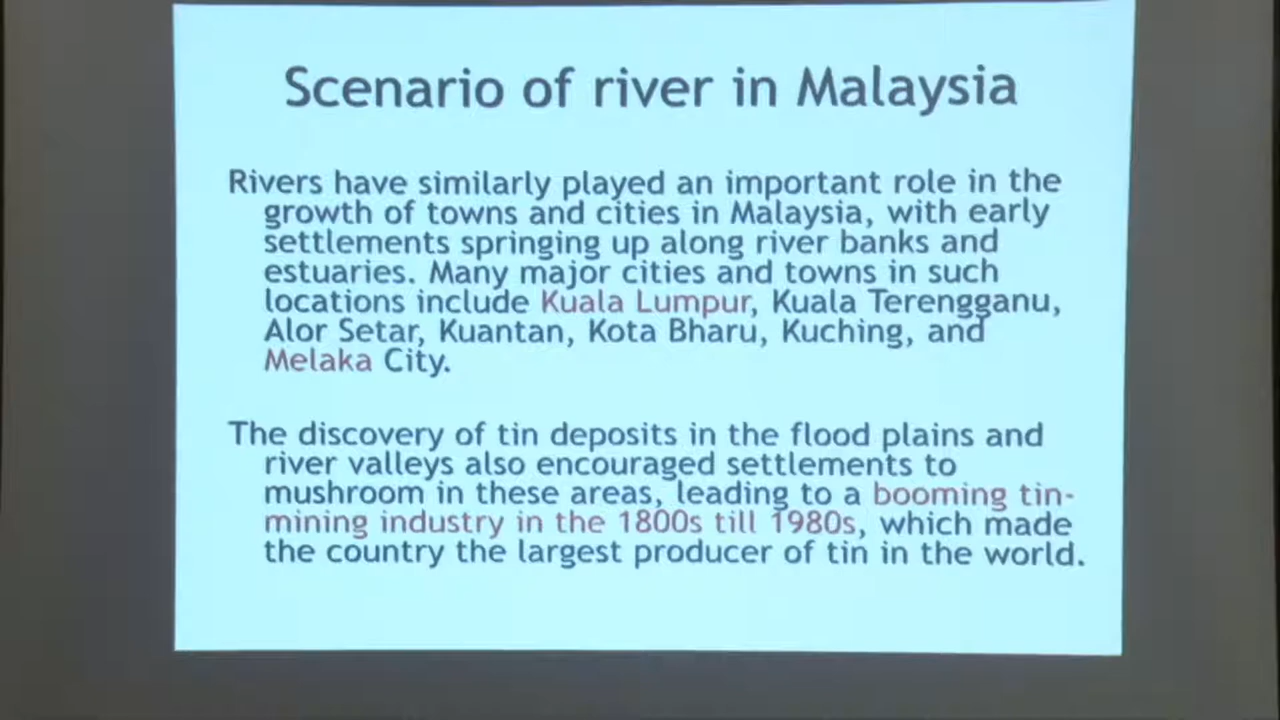 Scenario of river in Malaysia
Rivers have similarly played an important role in the
growth of towns and cities in Malaysia, with early
settlements springing up along river banks and
estuaries. Many major cities and towns in such
locations include Kuala Lumpur, Kuala Terengganu,
Alor Setar, Kuantan, Kota Bharu, Kuching, and
Melaka City.
The discovery of tin deposits in the flood plains and
river valleys also encouraged settlements to
mushroom in these areas, leading to a booming tin-
mining industry in the 1800s till 1980s, which made
the country the largest producer of tin in the world.